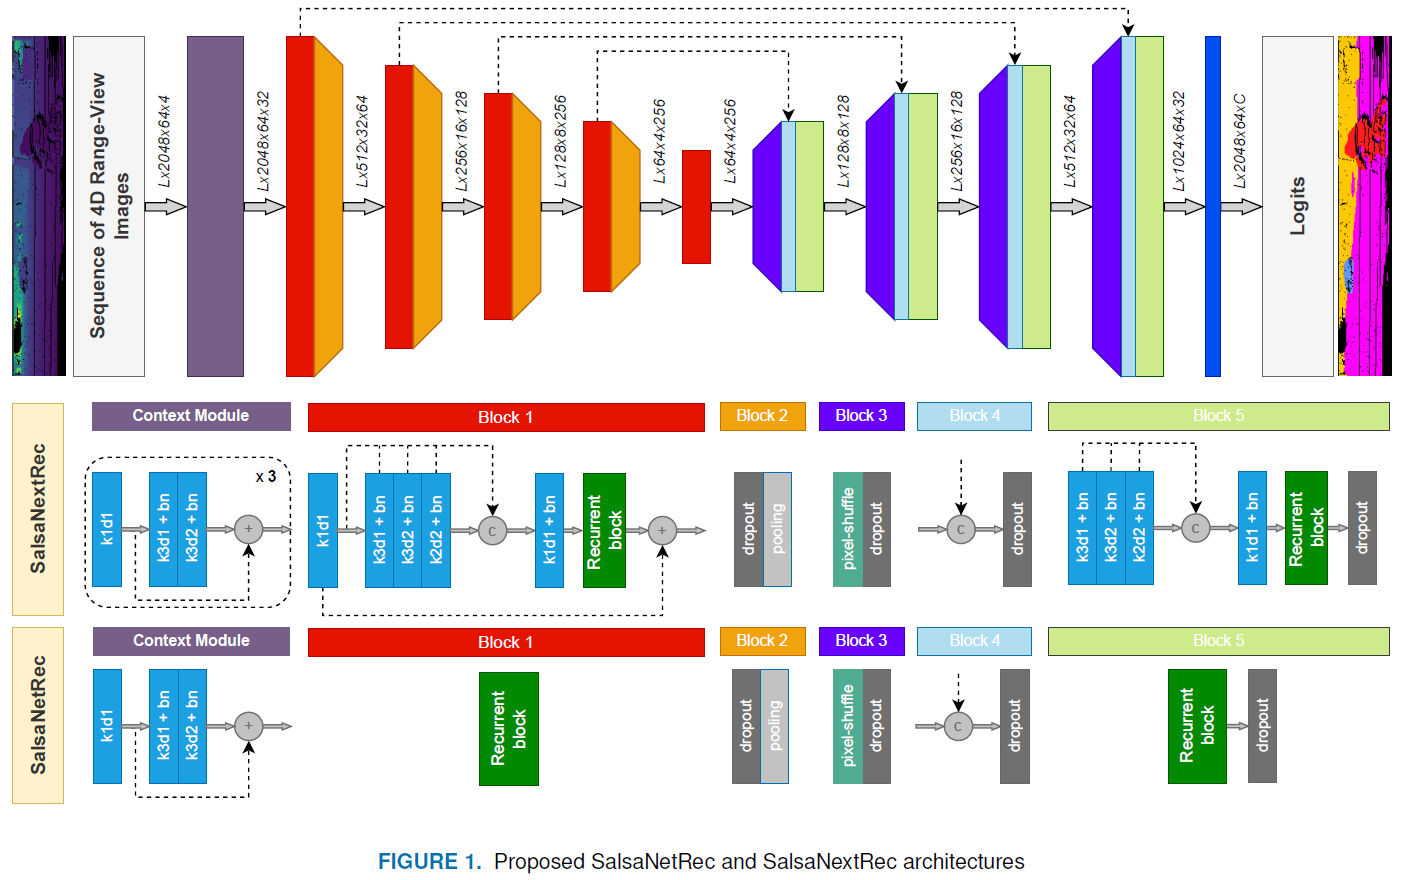 Sequence of 4D Range-View
Images
Lx2048x64x4
Lx2048x64x32
Lx512x32x64
Lx256x16x128
Lx128x8x256
Lx64x4x256
Lx64x4x256
Lx128x8x128
Lx256x16x128
Lx512x32x64
Lx1024x64x32
Lx2048x64xC
Logits
SalsaNextRec
Context Module
Block 1
Block 2
Block 3
Block 4
Block 5
x 3
k1d1
k3d1 + bn
k3d2 + bn
+
k1d1
k3d1 + bn
k3d2 + bn
k2d2 + bn
C
k1d1 + bn
Recurrent
block
+
dropout
pooling
pixel-shuffle
dropout
C
dropout
k3d1 + bn
k3d2 + bn
k2d2 + bn
C
k1d1 + bn
Recurrent
block
dropout
SalsaNetRec
Context Module
Block 1
Block 2
Block 3
Block 4
Block 5
k1d1
k3d1 + bn
k3d2 + bn
+
Recurrent
block
dropout
pooling
pixel-shuffle
dropout
C
dropout
Recurrent
block
dropout
FIGURE 1. Proposed SalsaNetRec and SalsaNextRec architectures